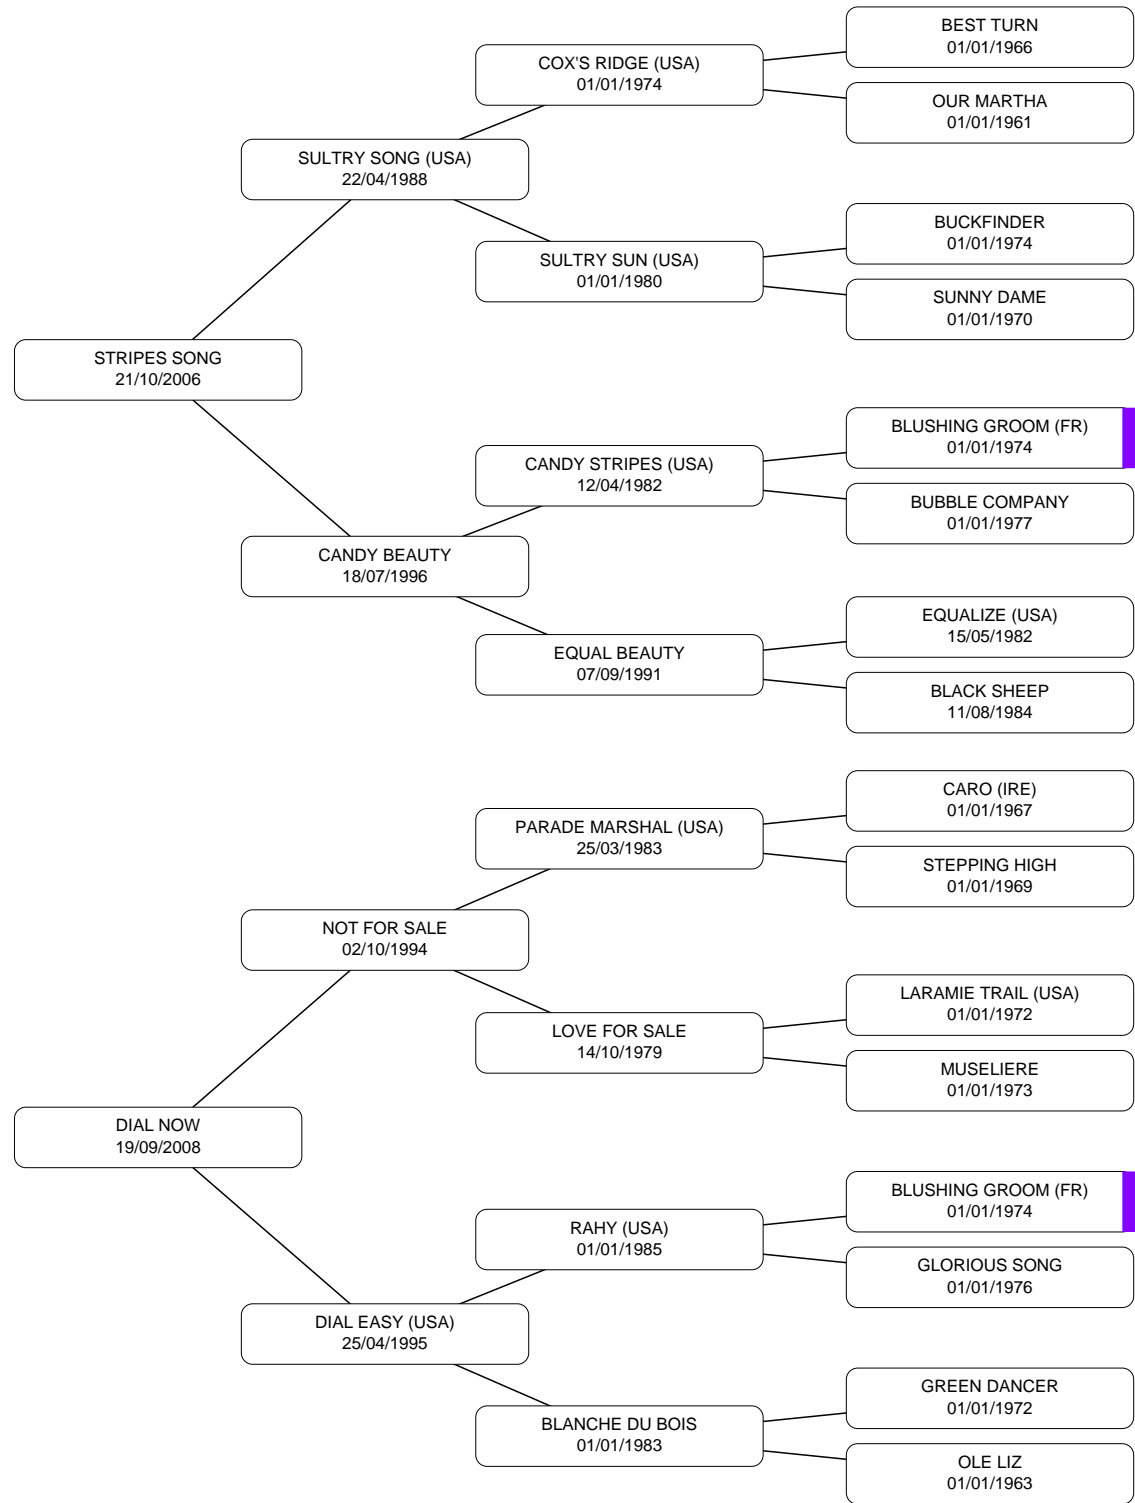 BEST TURN
01/01/1966
COX'S RIDGE (USA)
01/01/1974
OUR MARTHA
01/01/1961
SULTRY SONG (USA)
22/04/1988
BUCKFINDER
01/01/1974
SULTRY SUN (USA)
01/01/1980
SUNNY DAME
01/01/1970
STRIPES SONG
21/10/2006
BLUSHING GROOM (FR)
01/01/1974
CANDY STRIPES (USA)
12/04/1982
BUBBLE COMPANY
01/01/1977
CANDY BEAUTY
18/07/1996
EQUALIZE (USA)
15/05/1982
EQUAL BEAUTY
07/09/1991
BLACK SHEEP
11/08/1984
CARO (IRE)
01/01/1967
PARADE MARSHAL (USA)
25/03/1983
STEPPING HIGH
01/01/1969
NOT FOR SALE
02/10/1994
LARAMIE TRAIL (USA)
01/01/1972
LOVE FOR SALE
14/10/1979
MUSELIERE
01/01/1973
DIAL NOW
19/09/2008
BLUSHING GROOM (FR)
01/01/1974
RAHY (USA)
01/01/1985
GLORIOUS SONG
01/01/1976
DIAL EASY (USA)
25/04/1995
GREEN DANCER
01/01/1972
BLANCHE DU BOIS
01/01/1983
OLE LIZ
01/01/1963